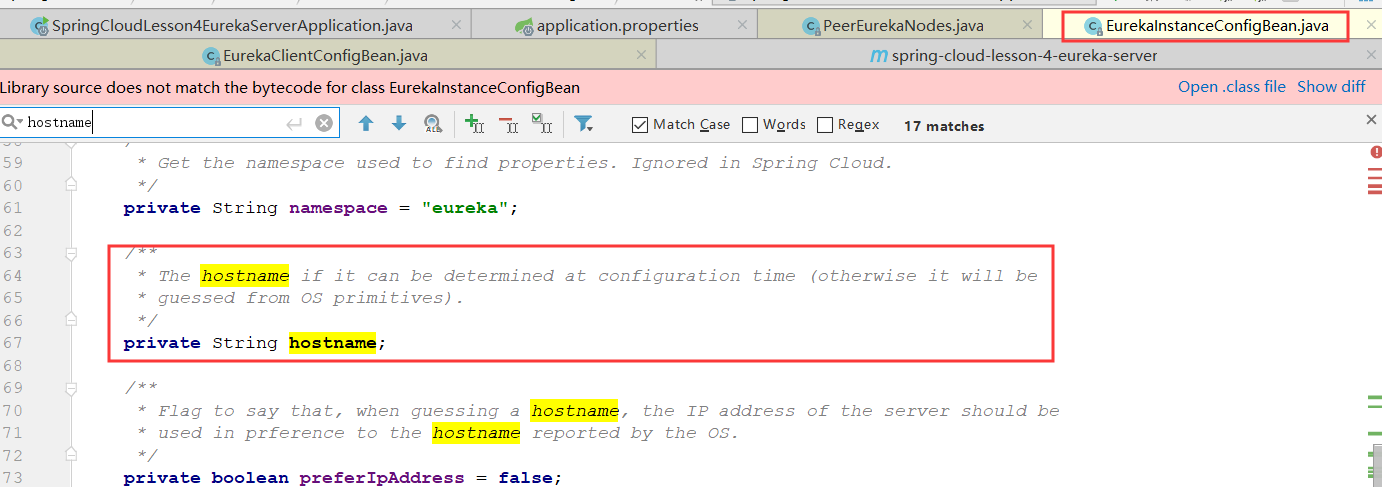 SpringCloudLesson4EurekaServerApplication.java
application.properties
PeerEurekaNodes.java
EurekaInstanceConfigBean.java
EurekaClientConfigBean.java
spring-cloud-lesson-4-eureka-server
Library source does not match the bytecode for class EurekaInstanceConfigBean
Open .class file
Show diff
hostname
Match Case
Words
Regex
17 matches
59 * Get the namespace used to find properties. Ignored in Spring Cloud.
60 */
61 private String namespace = "eureka";
62
63 /**
64 * The hostname if it can be determined at configuration time (otherwise it will be
65 * guessed from OS primitives).
66 */
67 private String hostname;
68
69 /**
70 * Flag to say that, when guessing a hostname, the IP address of the server should be
71 * used in prference to the hostname reported by the OS.
72 */
73 private boolean preferIpAddress = false;